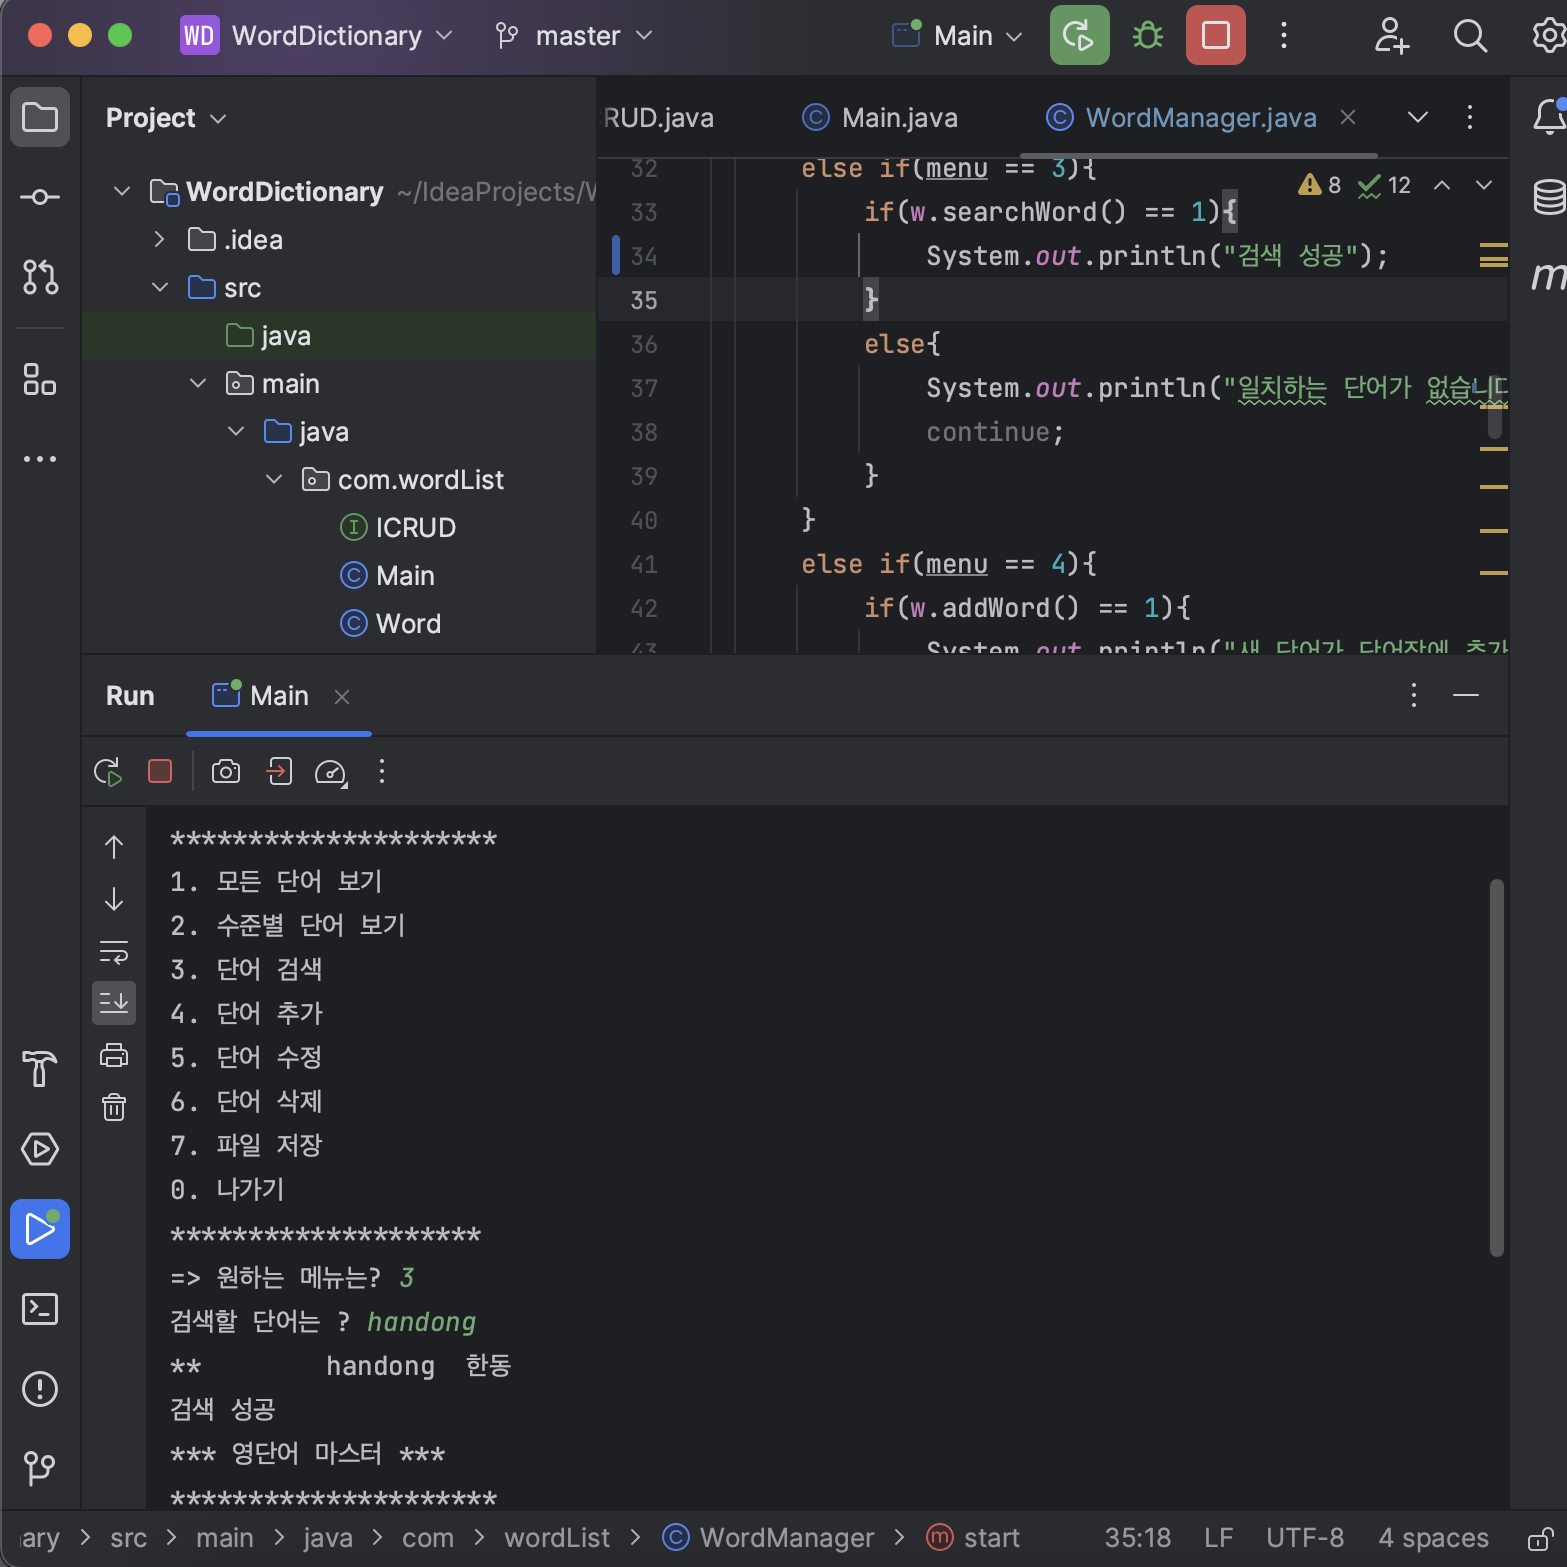 WD WordDictionary master Main
Project
RUD.java Main.java WordManager.java
WordDictionary ~/IdeaProjects/W
.idea
src
java
main
java
com.wordList
ICRUD
Main
Word
8 12
32 else if(menu == 3){
33 if(w.searchWord() == 1){
34 System.out.println("검색 성공");
35 }
36 else{
37 System.out.println("일치하는 단어가 없습니다
38 continue;
39 }
40 }
41 else if(menu == 4){
42 if(w.addWord() == 1){
43 System.out.println("새 단어가 단어장에 추가
Run Main
*********************
1. 모든 단어 보기
2. 수준별 단어 보기
3. 단어 검색
4. 단어 추가
5. 단어 수정
6. 단어 삭제
7. 파일 저장
0. 나가기
********************
=> 원하는 메뉴는? 3
검색할 단어는 ? handong
** handong 한동
검색 성공
*** 영단어 마스터 ***
*********************
ary > src > main > java > com > wordList > WordManager > start 35:18 LF UTF-8 4 spaces